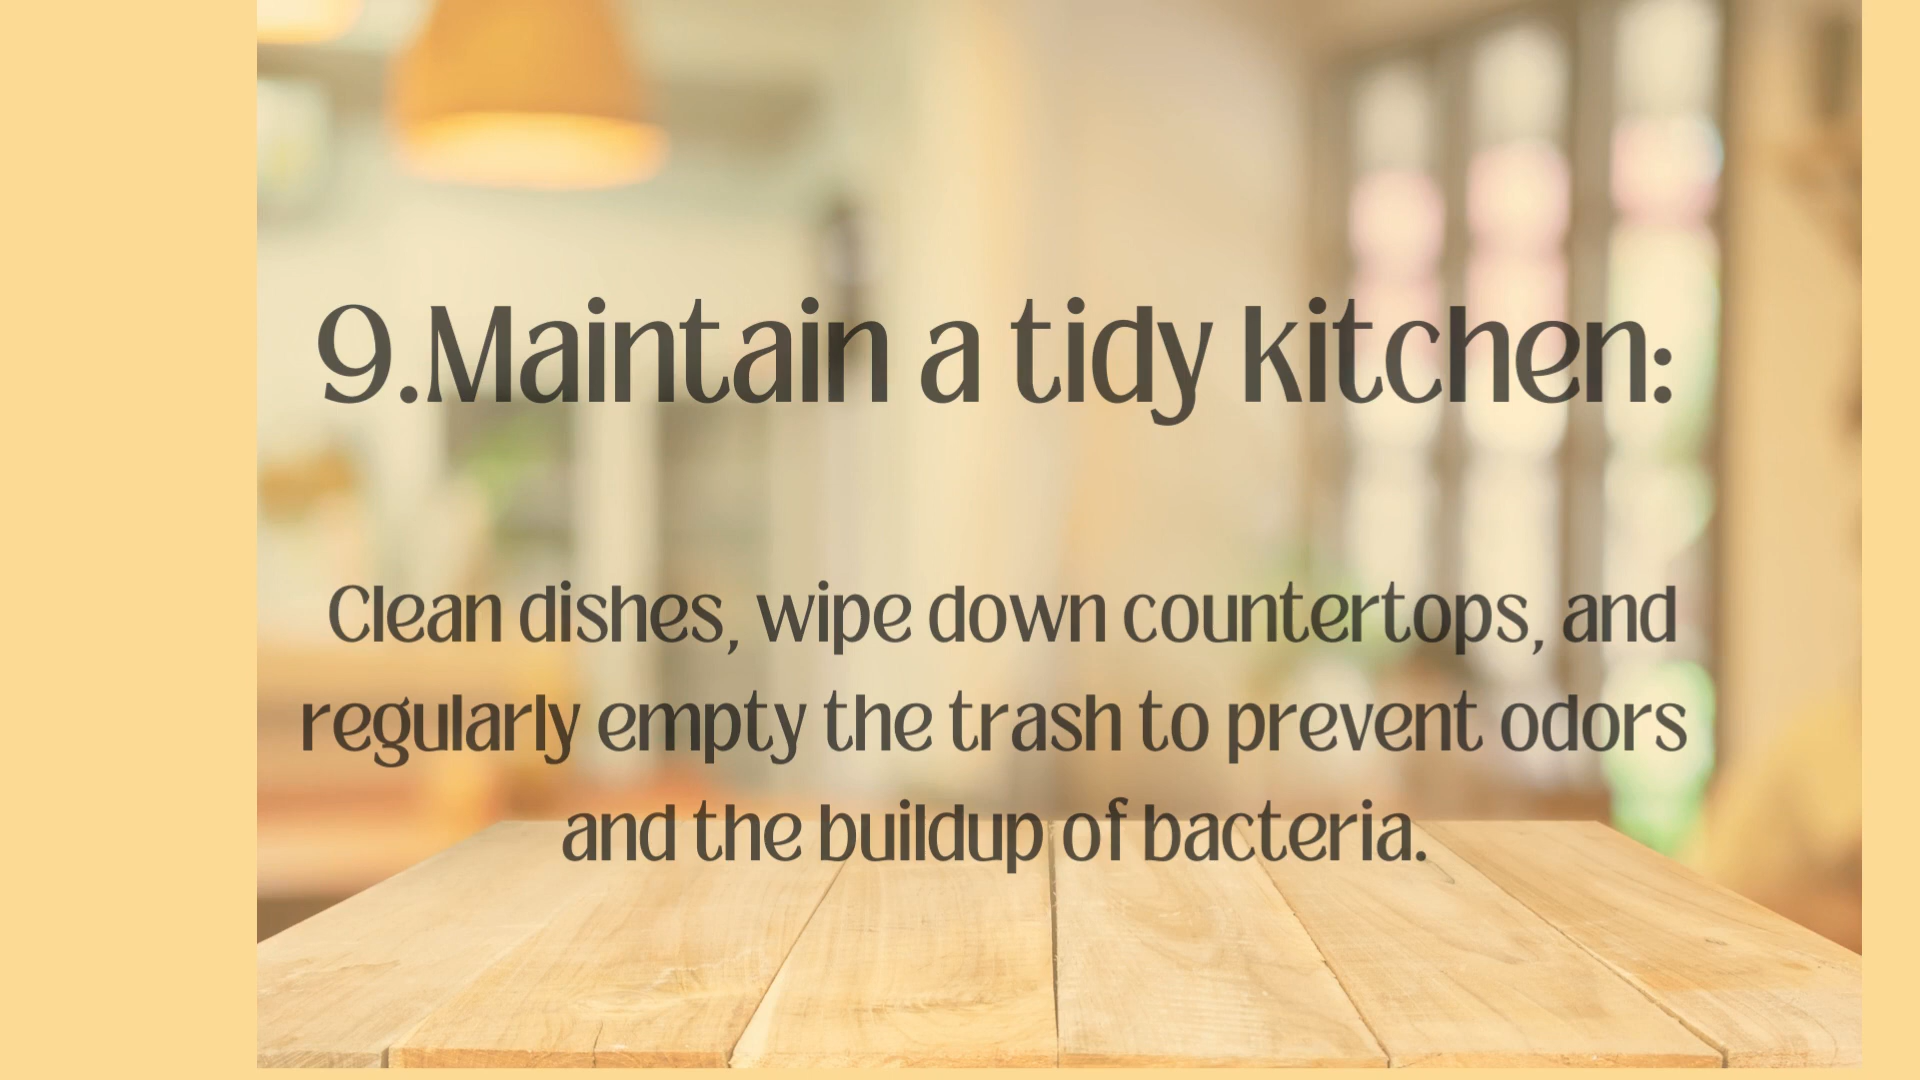 9.Maintain a tidy kitchen:
Clean dishes, wipe down countertops, and
regularly empty the trash to prevent odors
and the buildup of bacteria.